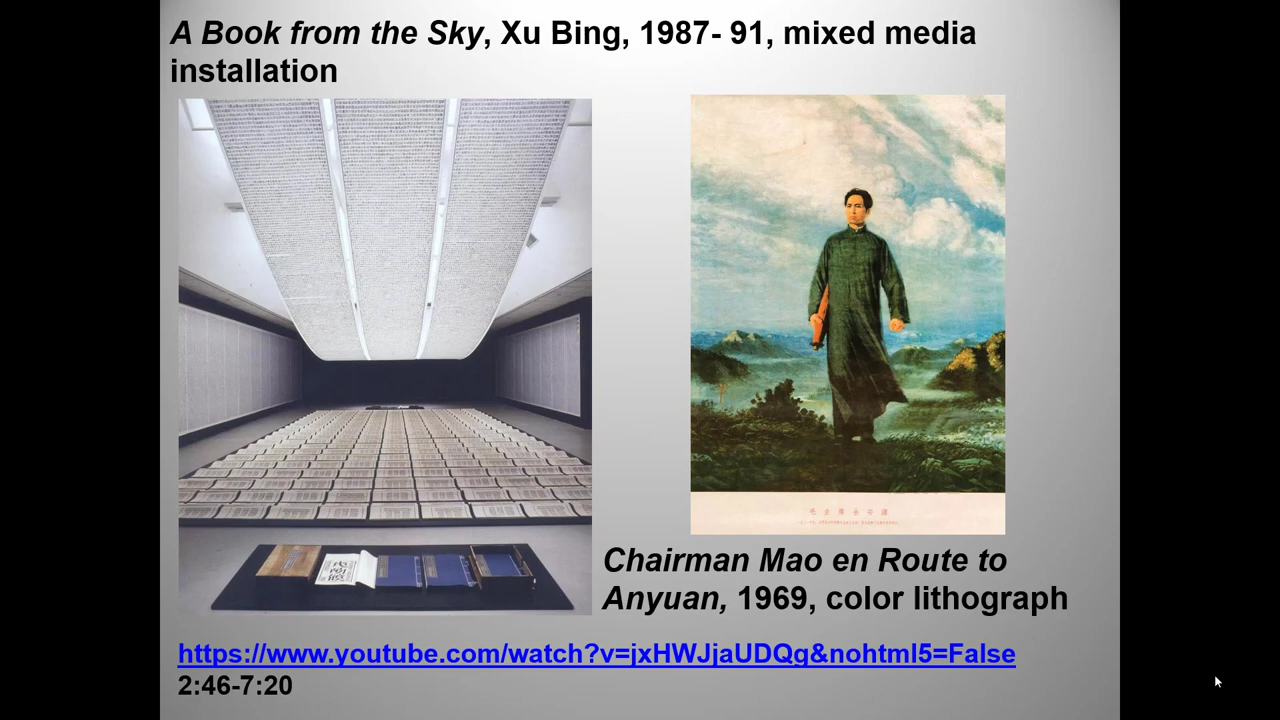 A Book from the Sky, Xu Bing, 1987- 91, mixed media
installation
Chairman Mao en Route to
Anyuan, 1969, color lithograph
https://www.youtube.com/watch?v=jxHWJjaUDQg&nohtml5=False
2:46-7:20